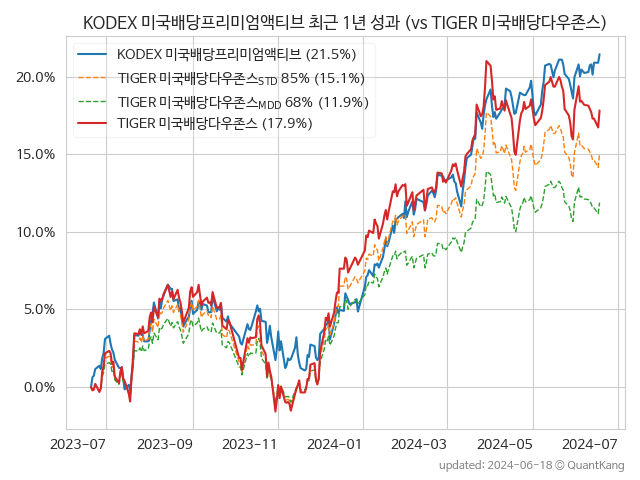 KODEX 미국배당프리미엄액티브 최근 1년 성과 (vs TIGER 미국배당다우존스)
KODEX 미국배당프리미엄액티브 (21.5%)
TIGER 미국배당다우존스STD 85% (15.1%)
TIGER 미국배당다우존스MDD 68% (11.9%)
TIGER 미국배당다우존스 (17.9%)
20.0%
15.0%
10.0%
5.0%
0.0%
2023-07 2023-09 2023-11 2024-01 2024-03 2024-05 2024-07
updated: 2024-06-18 © QuantKang